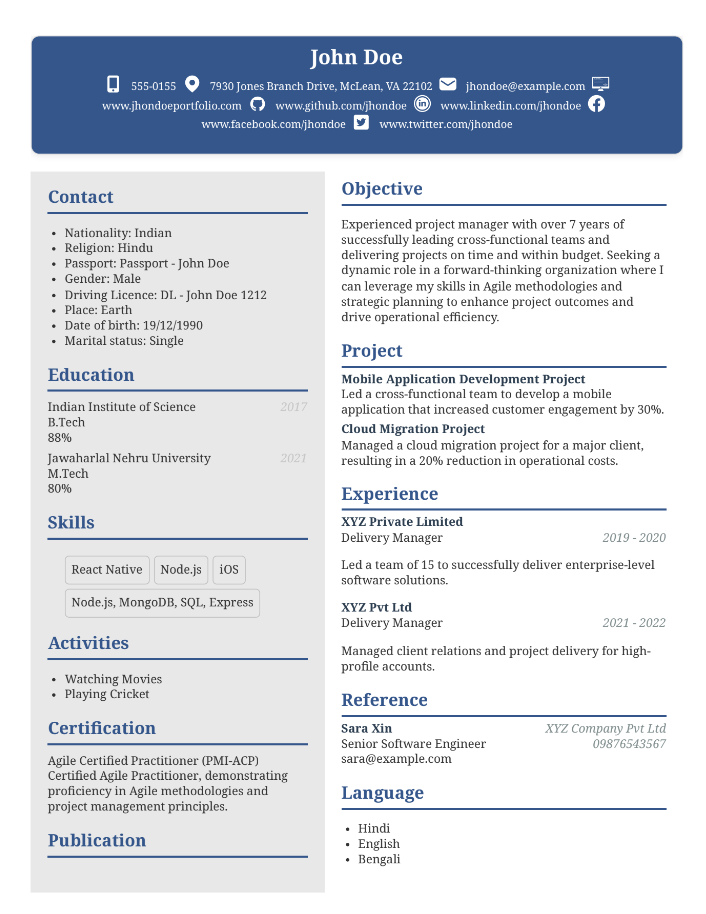 John Doe
555-0155 7930 Jones Branch Drive, McLean, VA 22102 jhondoe@example.com
www.jhondoeportfolio.com www.github.com/jhondoe www.linkedin.com/jhondoe
www.facebook.com/jhondoe www.twitter.com/jhondoe
Contact
• Nationality: Indian
• Religion: Hindu
• Passport: Passport - John Doe
• Gender: Male
• Driving Licence: DL - John Doe 1212
• Place: Earth
• Date of birth: 19/12/1990
• Marital status: Single
Education
Indian Institute of Science 2017
B.Tech
88%
Jawaharlal Nehru University 2021
M.Tech
80%
Skills
React Native Node.js iOS
Node.js, MongoDB, SQL, Express
Activities
• Watching Movies
• Playing Cricket
Certification
Agile Certified Practitioner (PMI-ACP)
Certified Agile Practitioner, demonstrating
proficiency in Agile methodologies and
project management principles.
Publication
Objective
Experienced project manager with over 7 years of
successfully leading cross-functional teams and
delivering projects on time and within budget. Seeking a
dynamic role in a forward-thinking organization where I
can leverage my skills in Agile methodologies and
strategic planning to enhance project outcomes and
drive operational efficiency.
Project
Mobile Application Development Project
Led a cross-functional team to develop a mobile
application that increased customer engagement by 30%.
Cloud Migration Project
Managed a cloud migration project for a major client,
resulting in a 20% reduction in operational costs.
Experience
XYZ Private Limited
Delivery Manager 2019 - 2020
Led a team of 15 to successfully deliver enterprise-level
software solutions.
XYZ Pvt Ltd
Delivery Manager 2021 - 2022
Managed client relations and project delivery for high-
profile accounts.
Reference
Sara Xin XYZ Company Pvt Ltd
Senior Software Engineer 09876543567
sara@example.com
Language
• Hindi
• English
• Bengali